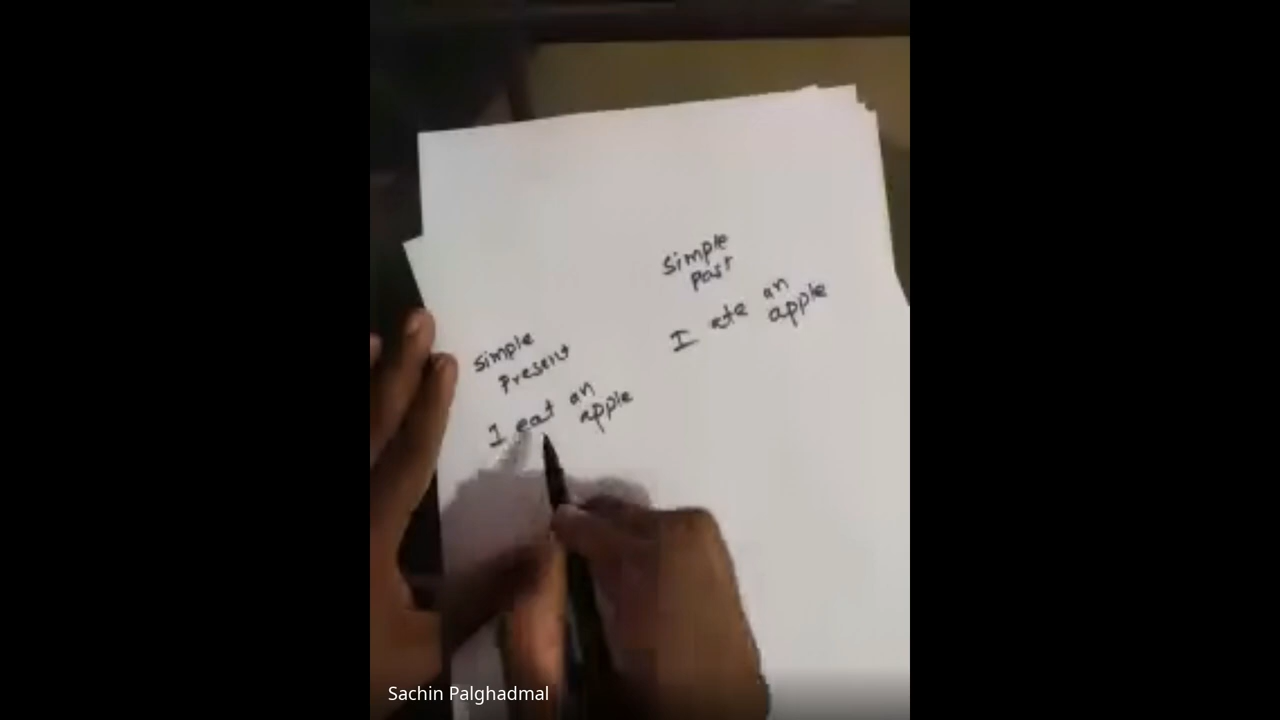 simple
past
I ate an
apple
simple
present
I eat an
apple
Sachin Palghadmal